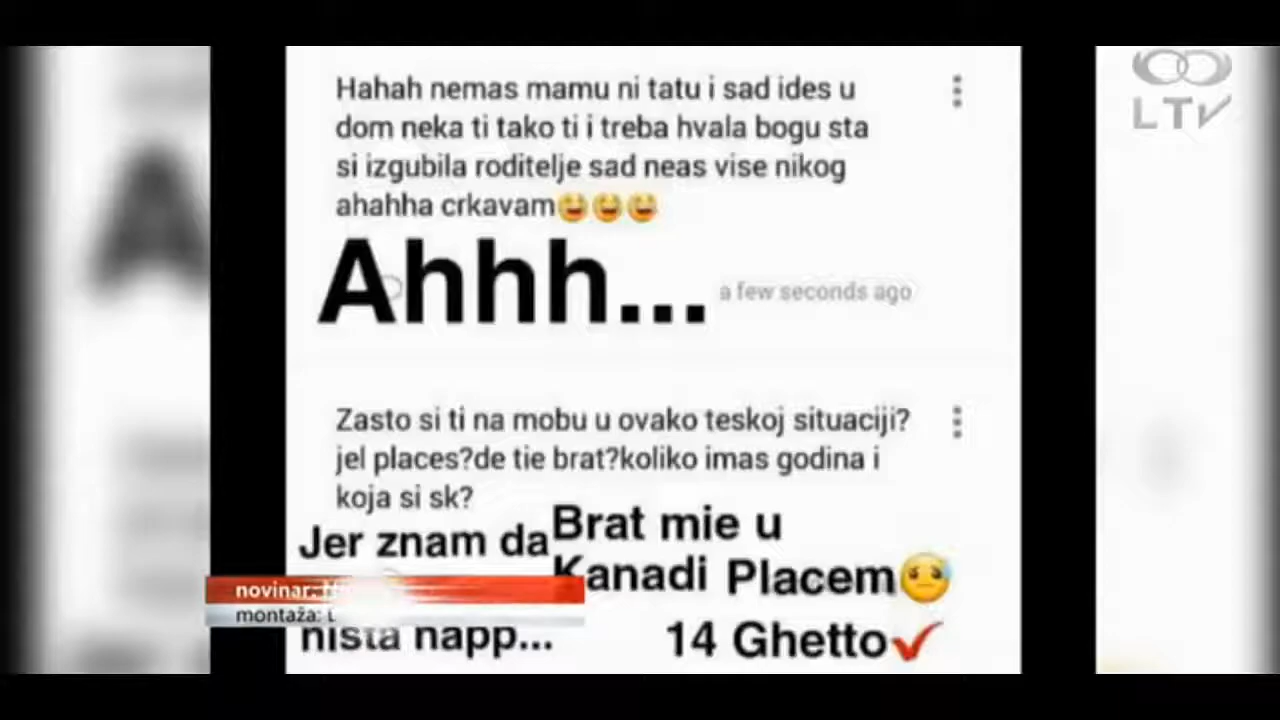 LTV
Hahah nemas mamu ni tatu i sad ides u
dom neka ti tako ti i treba hvala bogu sta
si izgubila roditelje sad neas vise nikog
ahahha crkavam😆😆😆
Ahhh...
a few seconds ago
Zasto si ti na mobu u ovako teskoj situaciji?
jel places?de tie brat?koliko imas godina i
koja si sk?
Jer znam da
nista napp...
Brat mie u
Kanadi
Placem😓
14 Ghetto✔
novinar:
montaža: